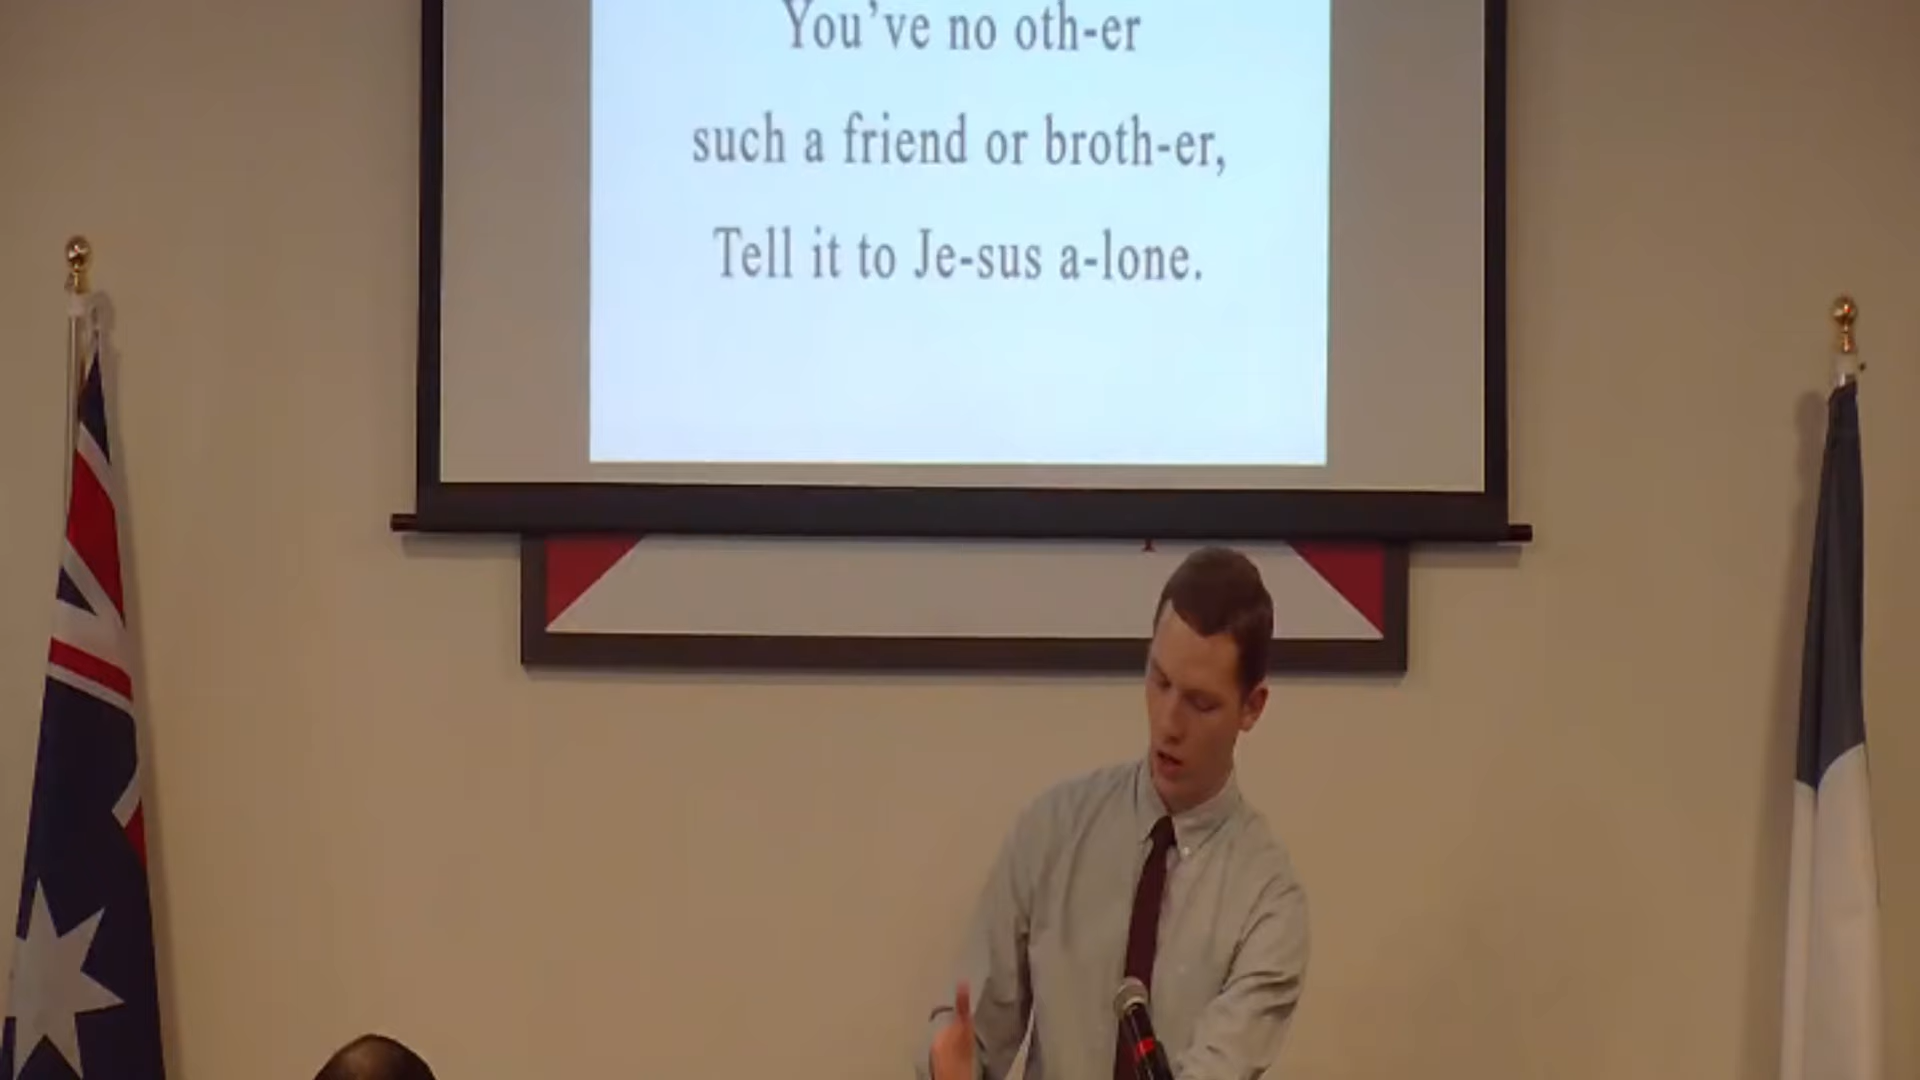 You’ve no oth-er
such a friend or broth-er,
Tell it to Je-sus a-lone.